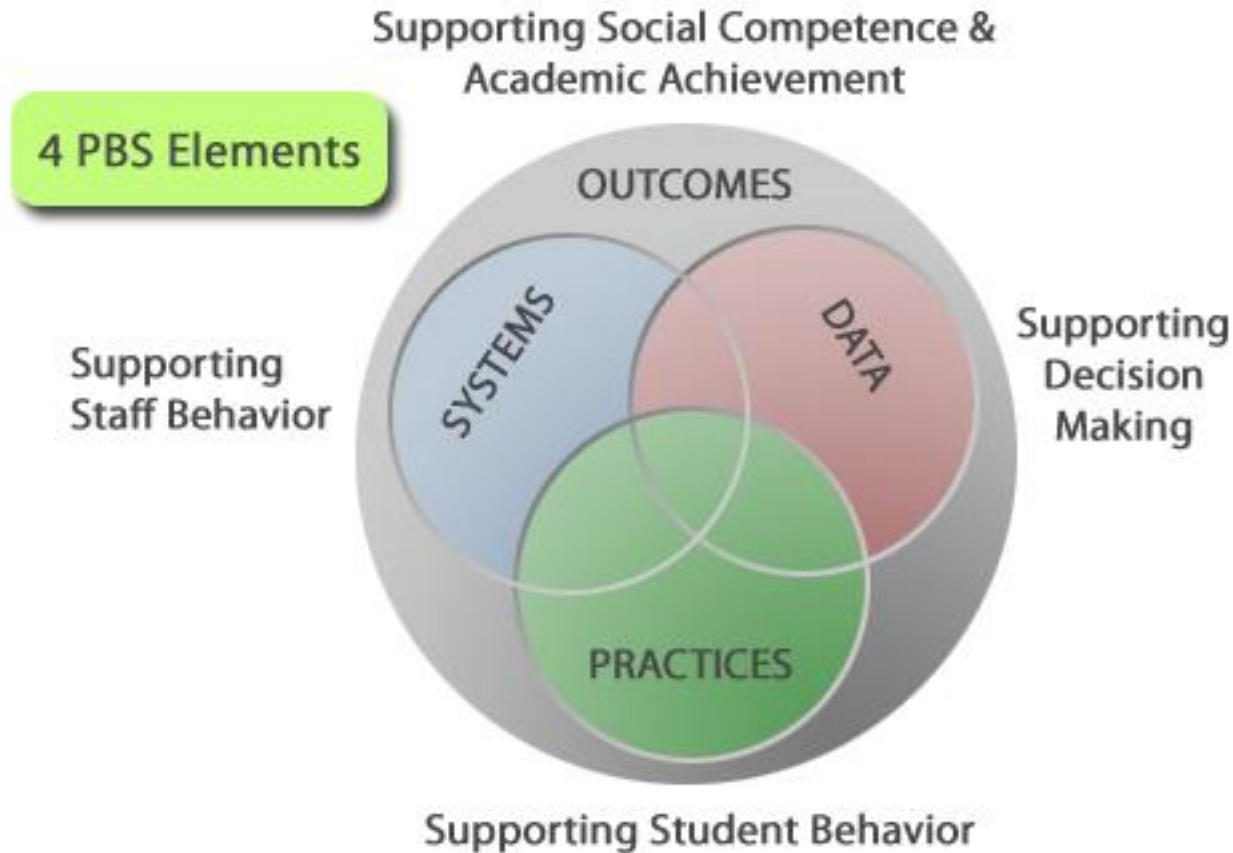 Supporting Social Competence &
Academic Achievement
4 PBS Elements
OUTCOMES
SYSTEMS
DATA
Supporting
Staff Behavior
Supporting
Decision
Making
PRACTICES
Supporting Student Behavior